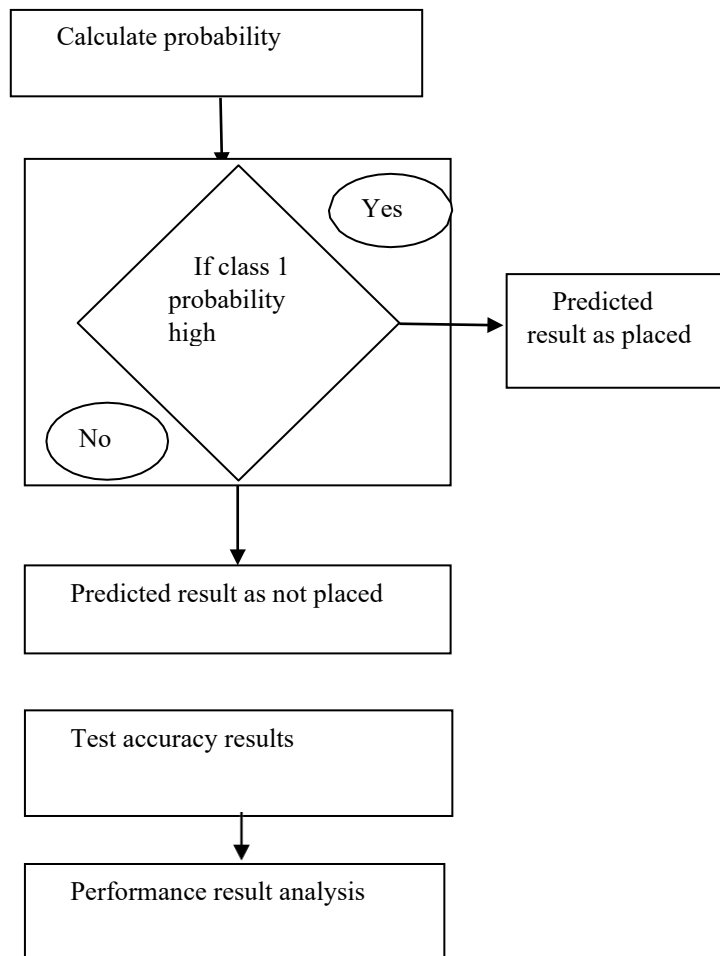 Calculate probability
Yes
If class 1
probability
high
Predicted
result as placed
No
Predicted result as not placed
Test accuracy results
Performance result analysis